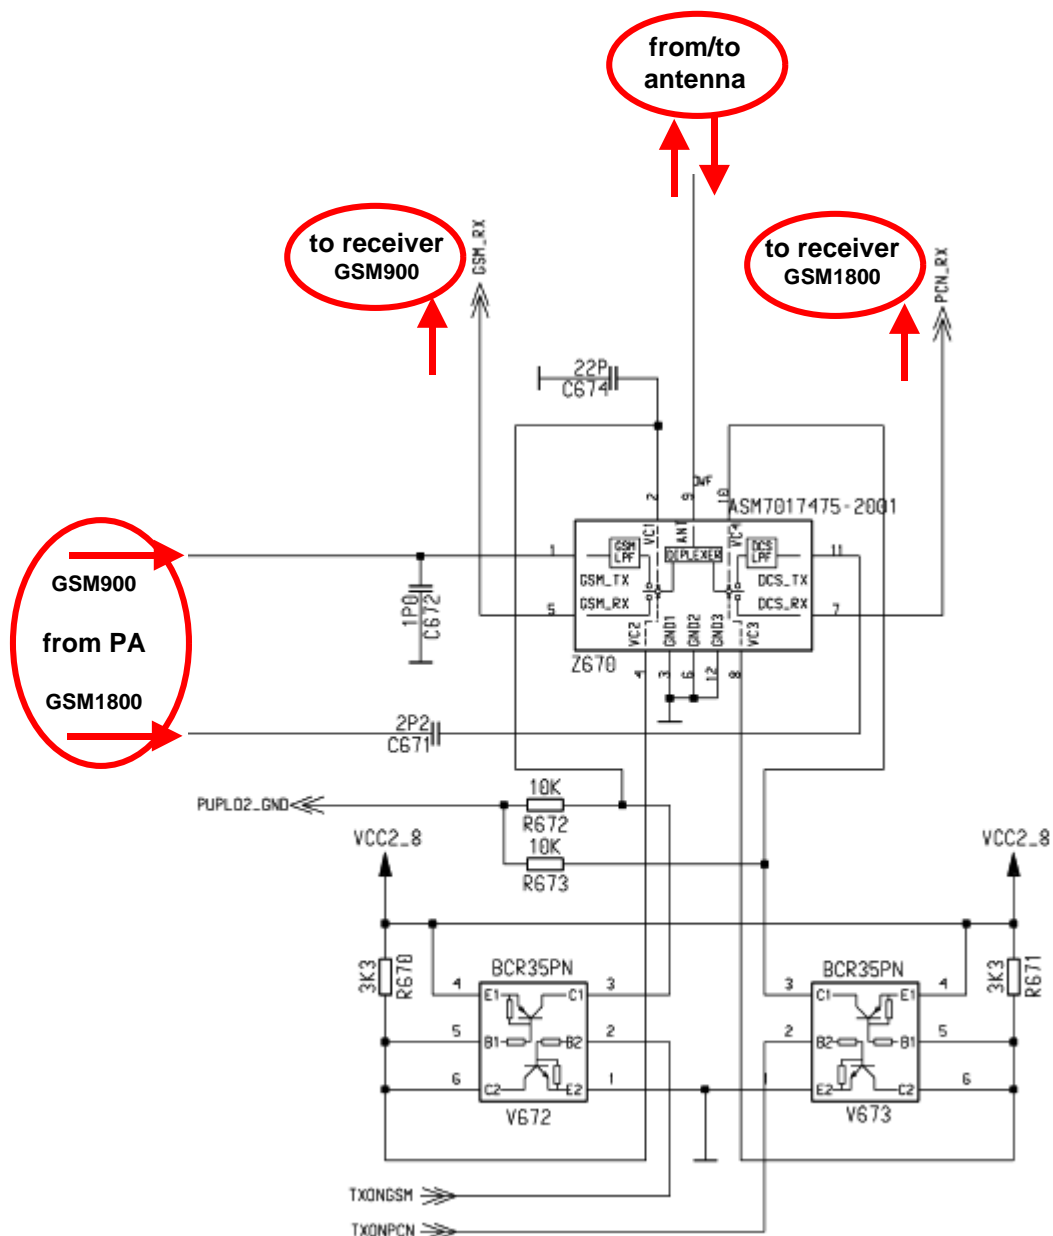 from/to
antenna
to receiver
GSM900
GSM_RX
to receiver
GSM1800
PCN_RX
22P
C674
2
9
10
ASM7017475-2001
VC1
ANT
VC4
1
GSM
LPF
DIPLEXER
DCS
LPF
11
GSM_TX
DCS_TX
5
GSM_RX
DCS_RX
7
VC2
GND1
GND2
GND3
VC3
Z670
4
3
6
12
8
1P0
C672
GSM900
from PA
GSM1800
2P2
C671
PUPLO2_GND
10K
R672
10K
R673
VCC2_8
VCC2_8
3K3
R670
BCR35PN
BCR35PN
3K3
R671
4
E1
C1
3
3
C1
E1
4
5
B1
B2
2
2
B2
B1
5
6
C2
E2
1
1
E2
C2
6
V672
V673
TXONGSM
TXONPCN